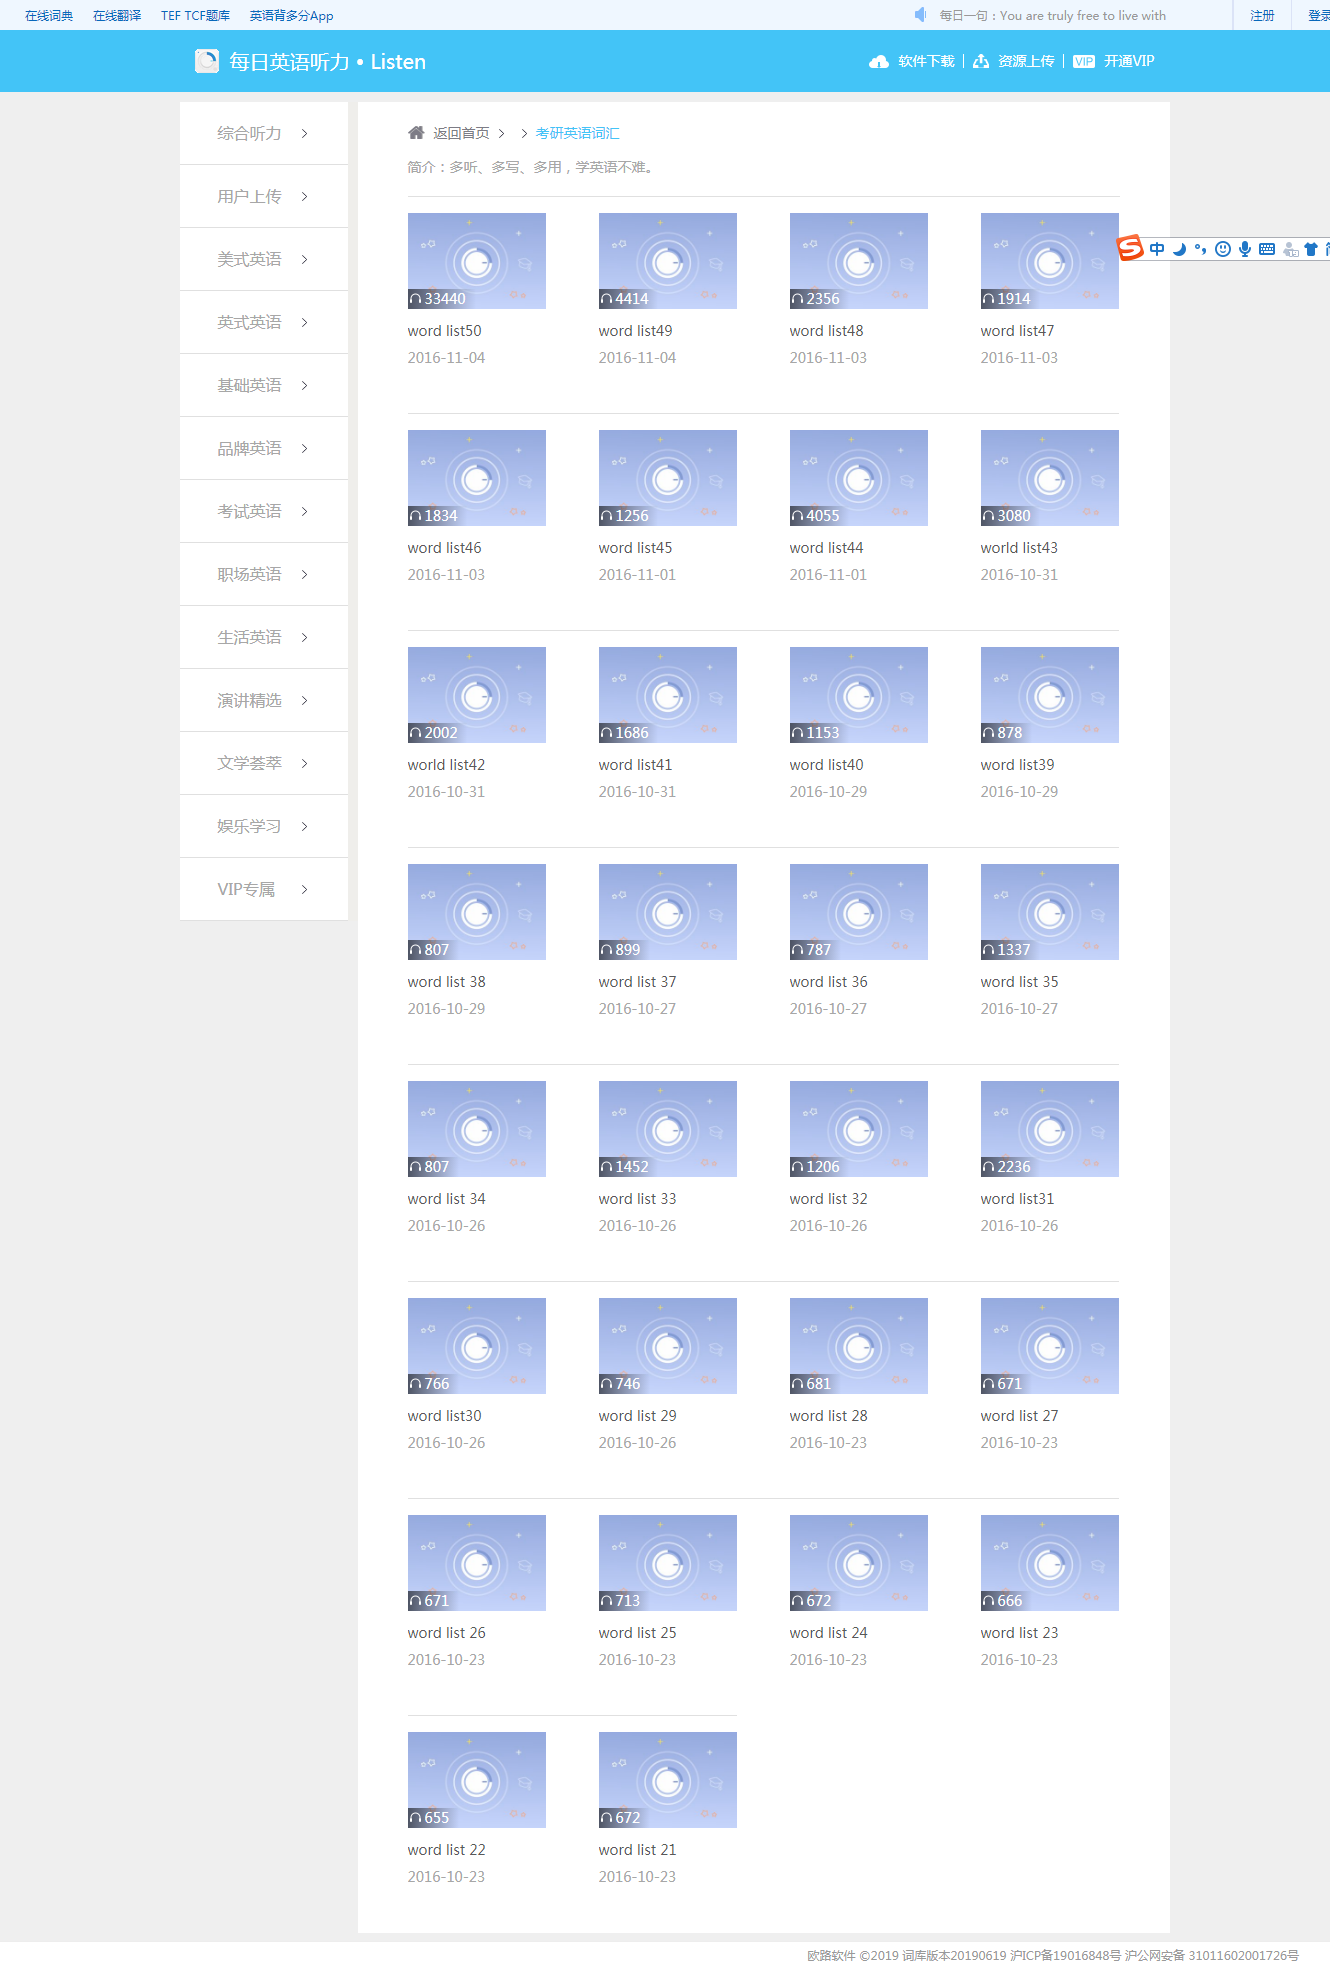 在线词典 在线翻译 TEF TCF题库 英语背多分App 每日一句：You are truly free to live with 注册 登录
每日英语听力 • Listen 软件下载 资源上传 VIP 开通VIP
综合听力
用户上传
美式英语
英式英语
基础英语
品牌英语
考试英语
职场英语
生活英语
演讲精选
文学荟萃
娱乐学习
VIP专属
返回首页 > > 考研英语词汇
简介：多听、多写、多用，学英语不难。
中
33440 4414 2356 1914
word list50 word list49 word list48 word list47
2016-11-04 2016-11-04 2016-11-03 2016-11-03
1834 1256 4055 3080
word list46 word list45 word list44 world list43
2016-11-03 2016-11-01 2016-11-01 2016-10-31
2002 1686 1153 878
world list42 word list41 word list40 word list39
2016-10-31 2016-10-31 2016-10-29 2016-10-29
807 899 787 1337
word list 38 word list 37 word list 36 word list 35
2016-10-29 2016-10-27 2016-10-27 2016-10-27
807 1452 1206 2236
word list 34 word list 33 word list 32 word list31
2016-10-26 2016-10-26 2016-10-26 2016-10-26
766 746 681 671
word list30 word list 29 word list 28 word list 27
2016-10-26 2016-10-26 2016-10-23 2016-10-23
671 713 672 666
word list 26 word list 25 word list 24 word list 23
2016-10-23 2016-10-23 2016-10-23 2016-10-23
655 672
word list 22 word list 21
2016-10-23 2016-10-23
欧路软件 ©2019 词库版本20190619 沪ICP备19016848号 沪公网安备 31011602001726号